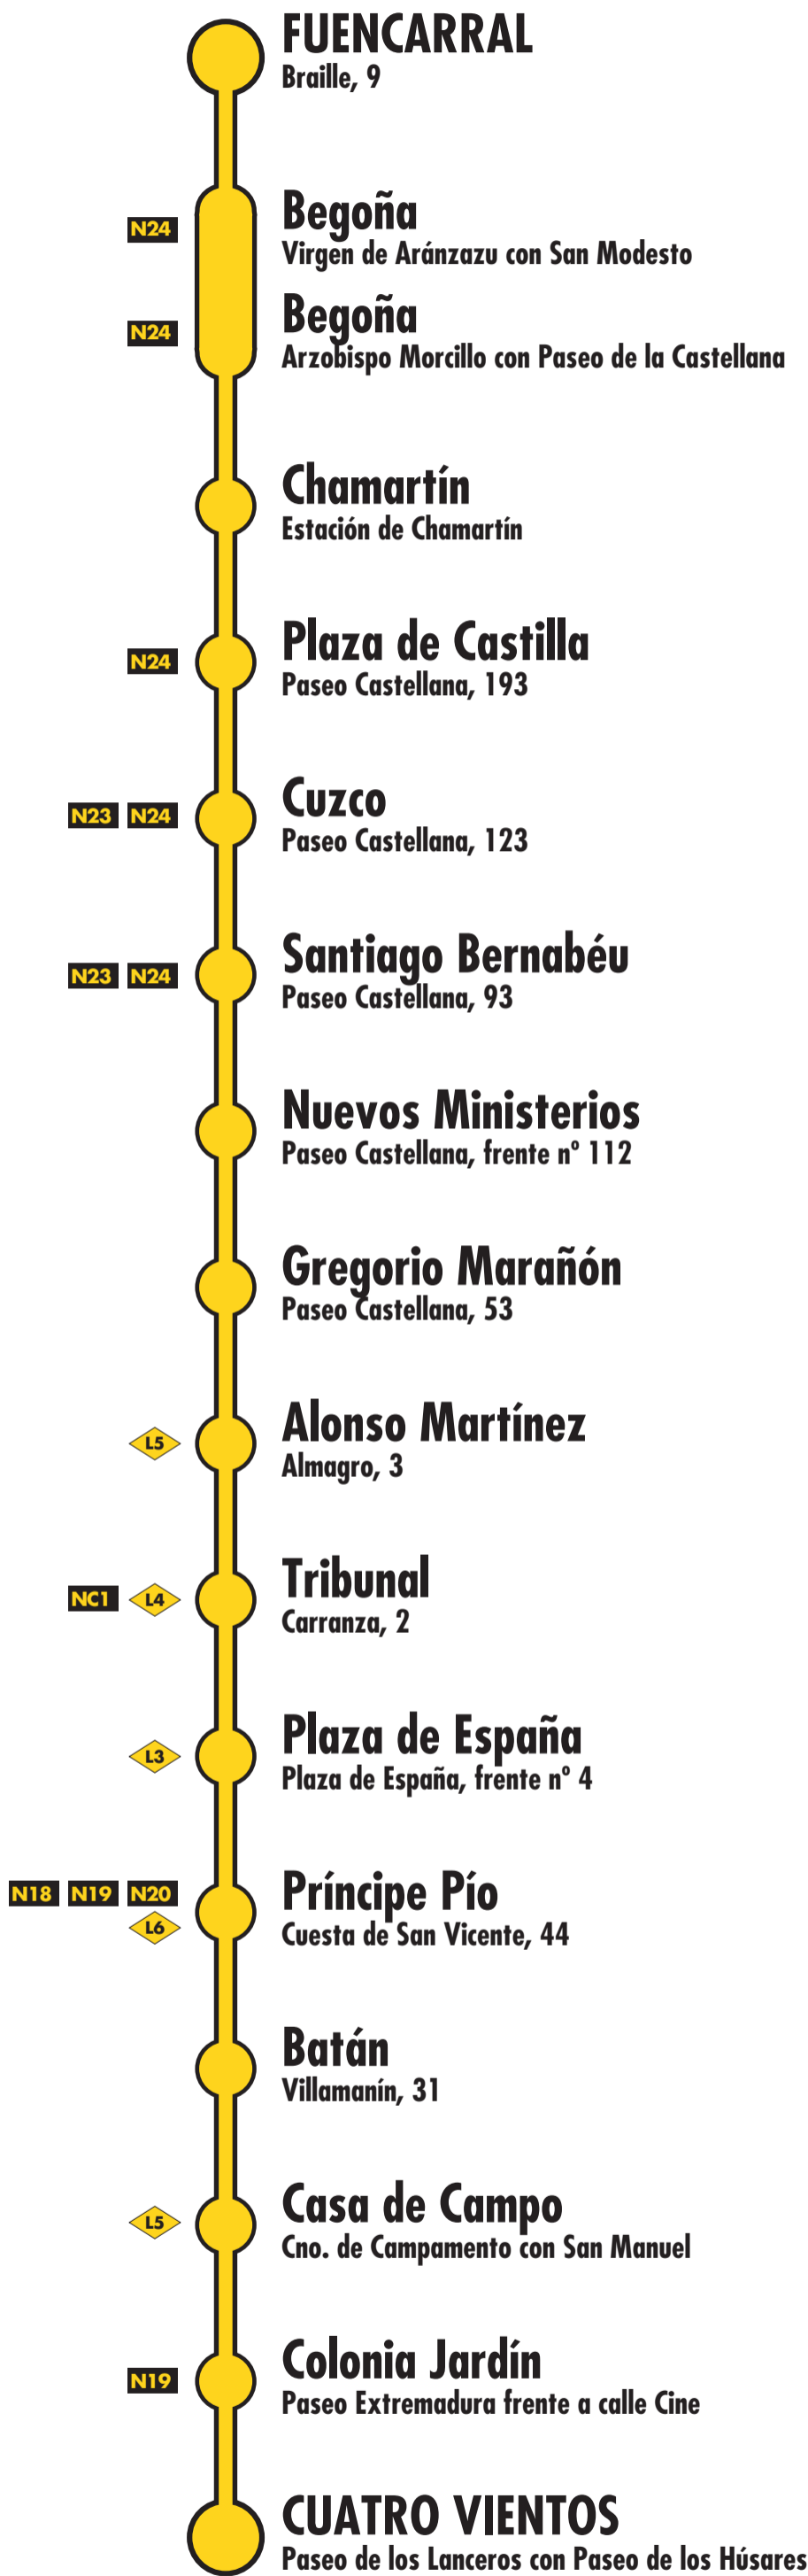 FUENCARRAL
Braille, 9
N24
Begoña
Virgen de Aránzazu con San Modesto
N24
Begoña
Arzobispo Morcillo con Paseo de la Castellana
Chamartín
Estación de Chamartín
N24
Plaza de Castilla
Paseo Castellana, 193
N23 N24
Cuzco
Paseo Castellana, 123
N23 N24
Santiago Bernabéu
Paseo Castellana, 93
Nuevos Ministerios
Paseo Castellana, frente nº 112
Gregorio Marañón
Paseo Castellana, 53
L5
Alonso Martínez
Almagro, 3
NC1 L4
Tribunal
Carranza, 2
L3
Plaza de España
Plaza de España, frente nº 4
N18 N19 N20
L6
Príncipe Pío
Cuesta de San Vicente, 44
Batán
Villamanín, 31
L5
Casa de Campo
Cno. de Campamento con San Manuel
N19
Colonia Jardín
Paseo Extremadura frente a calle Cine
CUATRO VIENTOS
Paseo de los Lanceros con Paseo de los Húsares